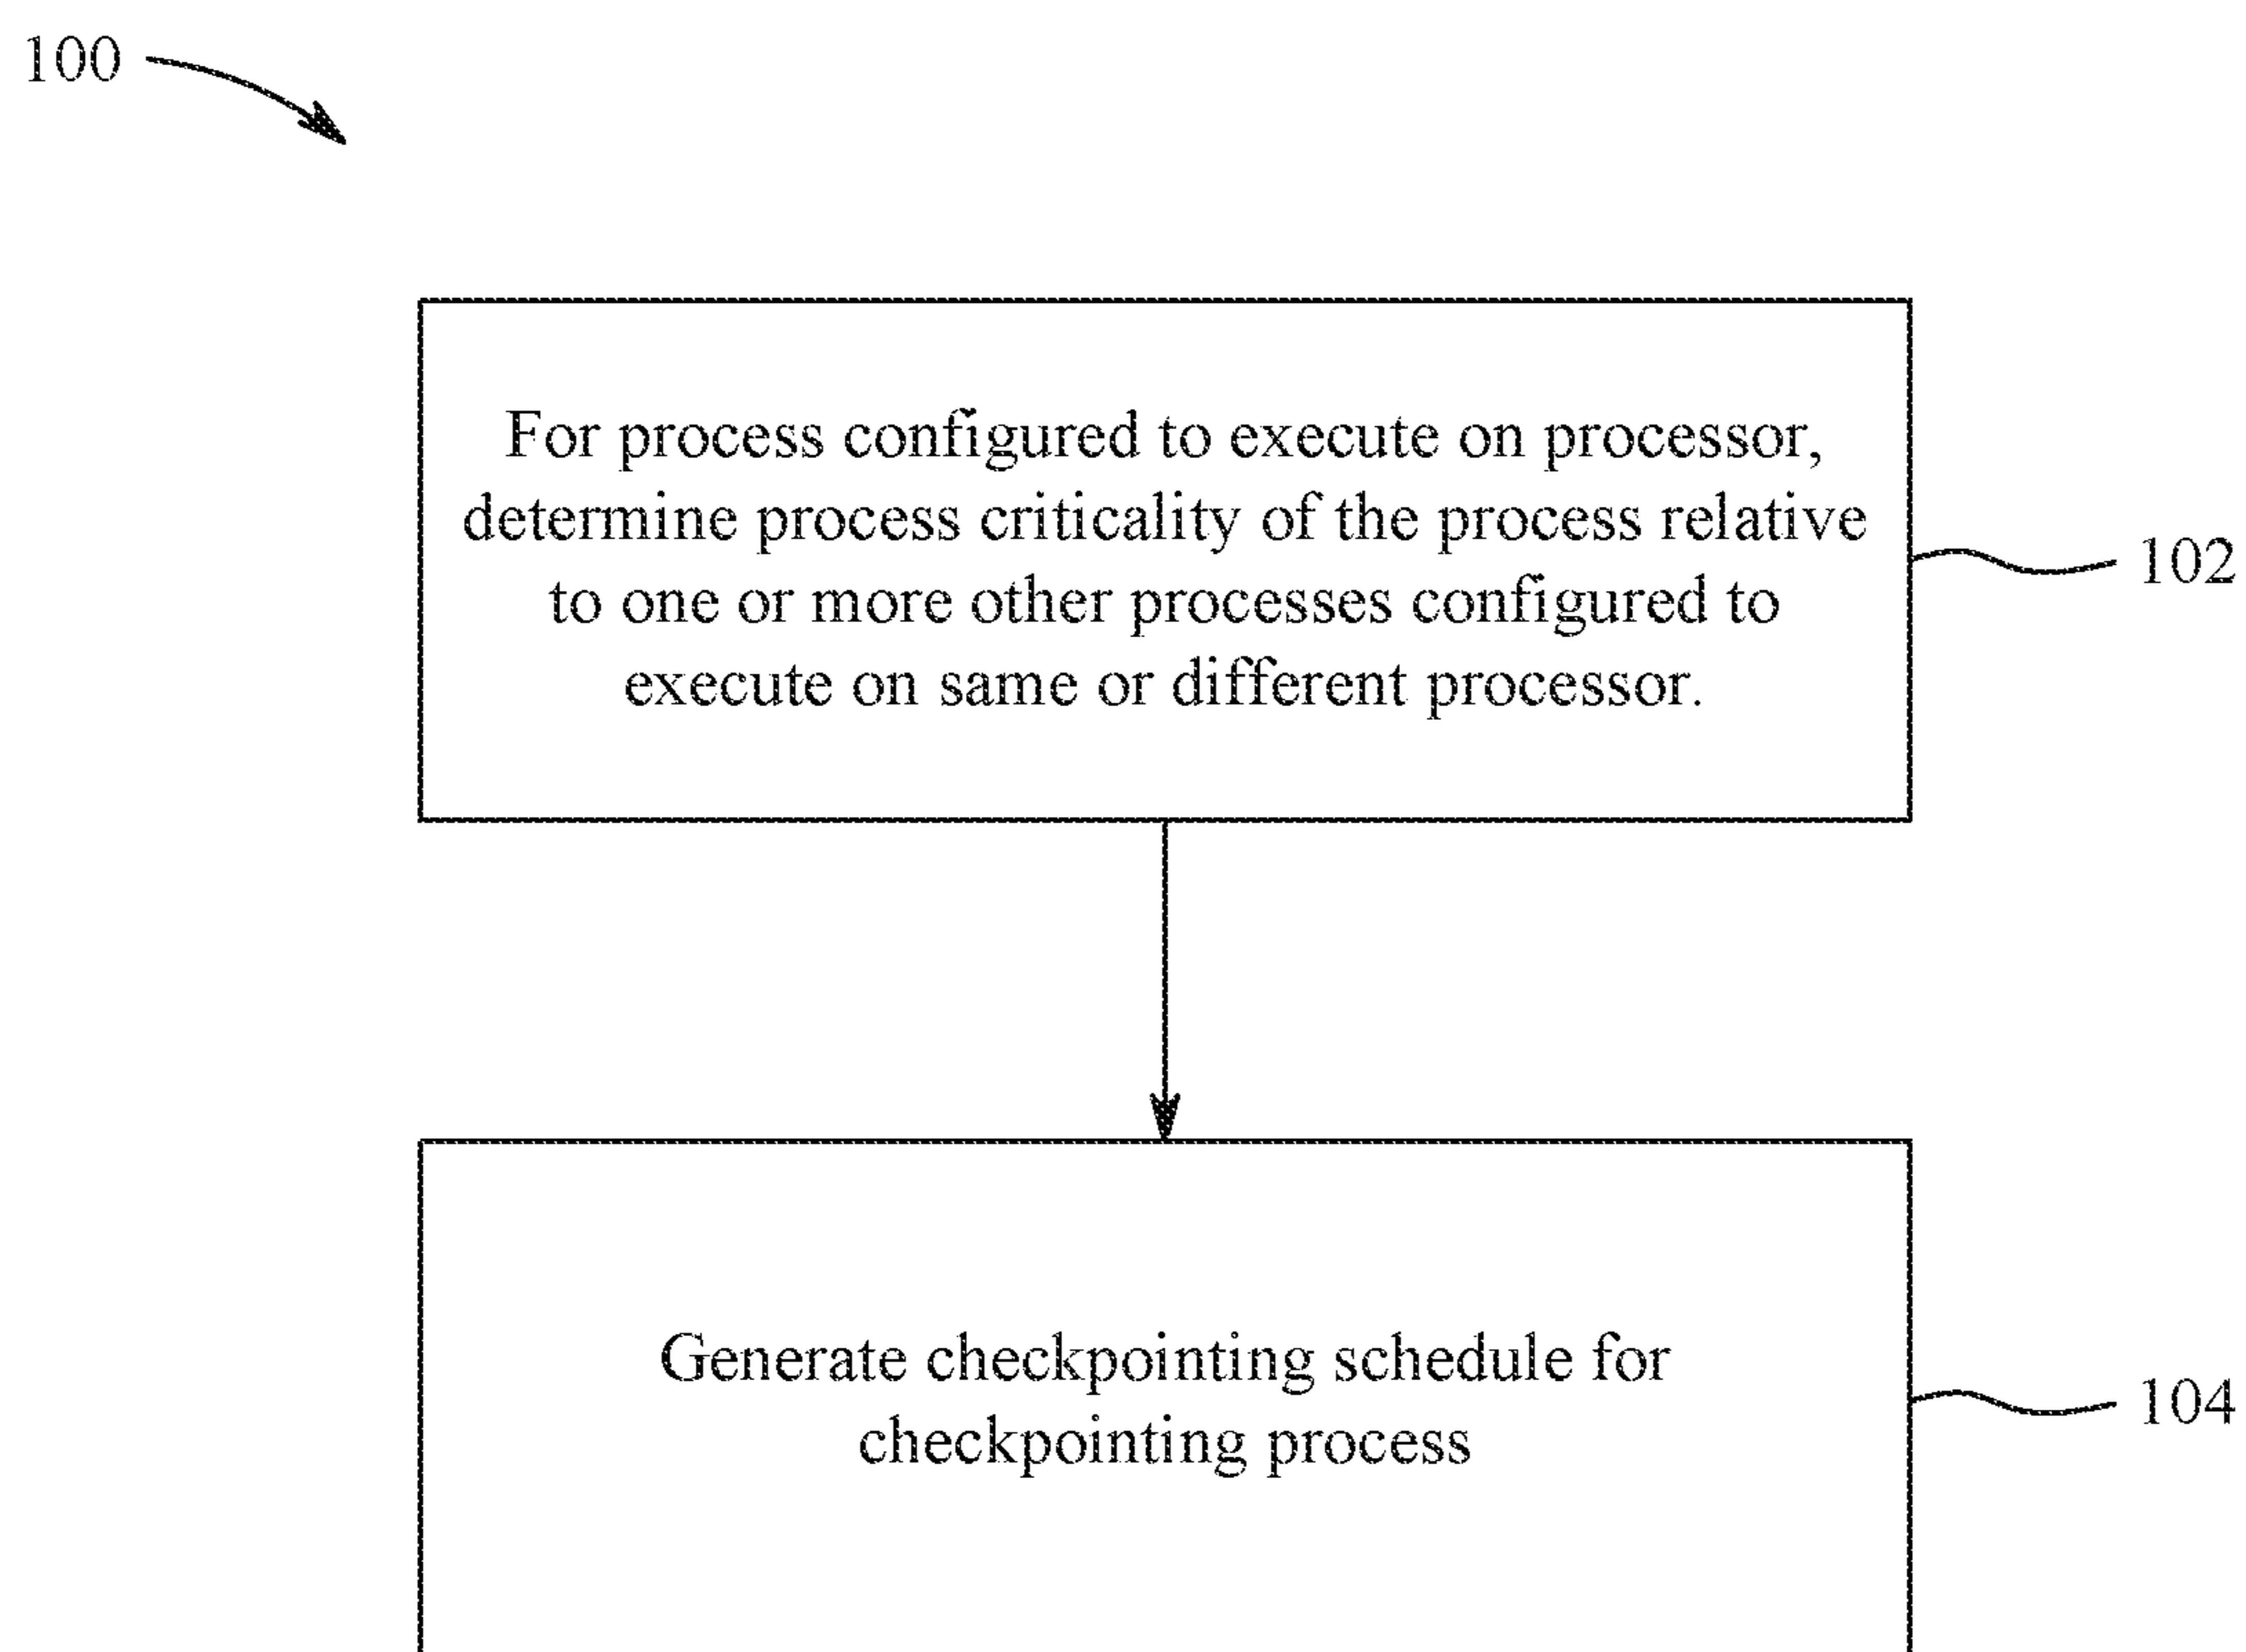 100
For process configured to execute on processor,
determine process criticality of the process relative
to one or more other processes configured to
execute on same or different processor.
102
Generate checkpointing schedule for
checkpointing process
104